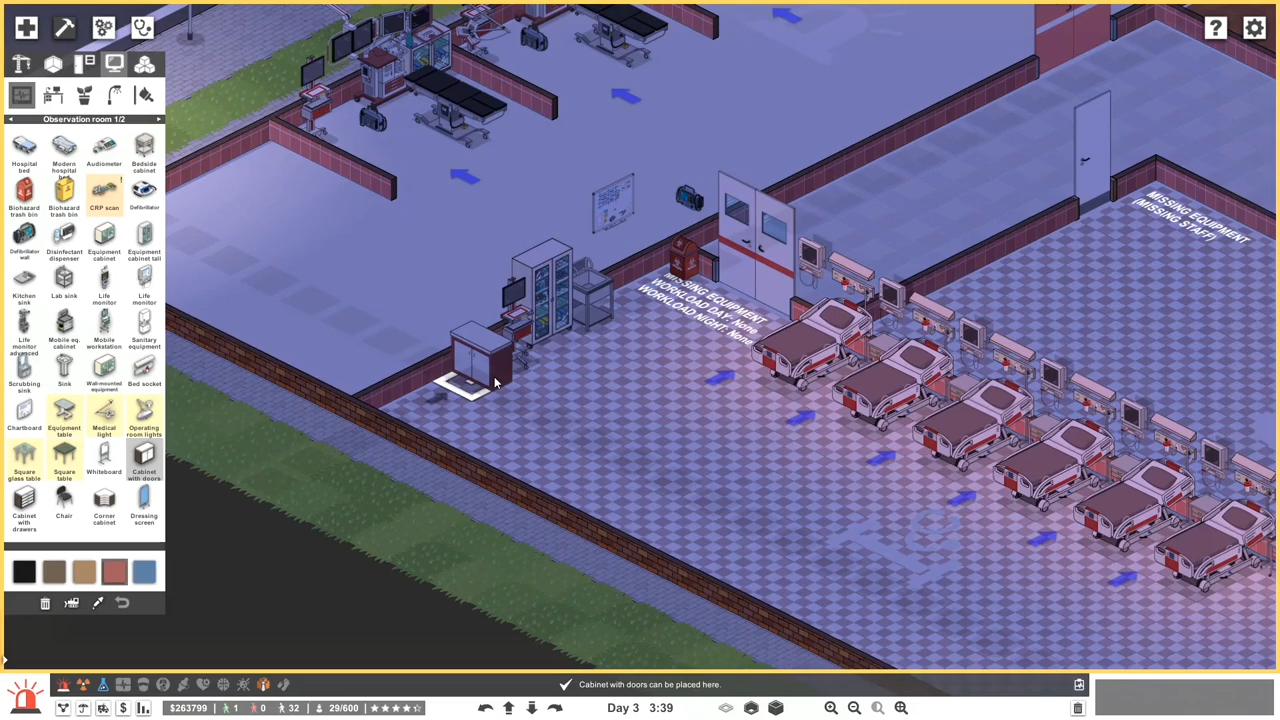 Observation room 1/2
Hospital bed
Modern hospital bed
Audiometer
Bedside cabinet
Biohazard trash bin
Biohazard trash bin
CRP scan
!
Defibrillator
Defibrillator wall
Disinfectant dispenser
Equipment cabinet
Equipment cabinet tall
Kitchen sink
Lab sink
Life monitor
Life monitor
Life monitor advanced
Mobile eq. cabinet
Mobile workstation
Sanitary equipment
Scrubbing sink
Sink
Wall-mounted equipment
Bed socket
Chartboard
Equipment table
Medical light
Operating room lights
Square glass table
Square table
Whiteboard
Cabinet with doors
Cabinet with drawers
Chair
Corner cabinet
Dressing screen
MISSING EQUIPMENT
WORKLOAD DAY: None
WORKLOAD NIGHT: None
MISSING EQUIPMENT
(MISSING STAFF)
?
Cabinet with doors can be placed here.
$
$263799
1
0
32
29/600
Day 3 3:39